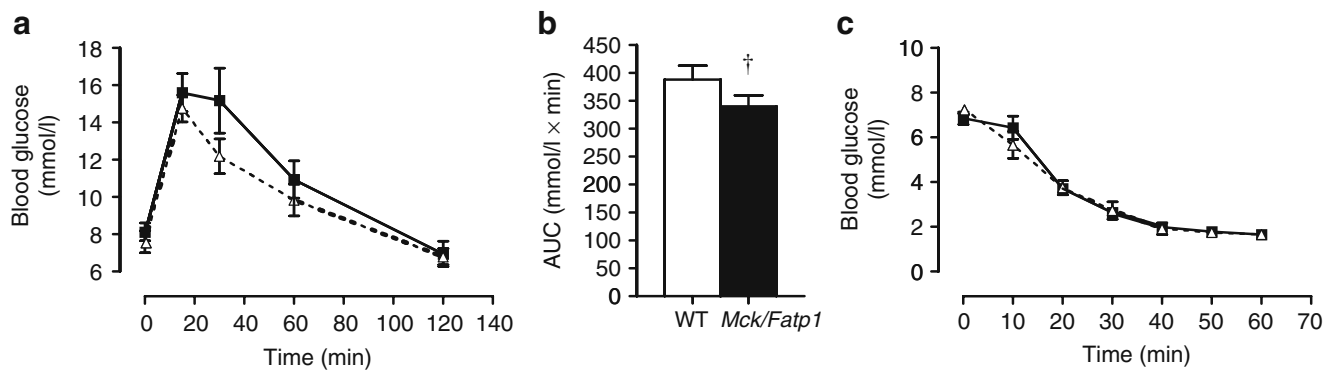 a
18
16
14
12
10
8
6
Blood glucose
(mmol/l)
0 20 40 60 80 100 120 140
Time (min)
b
450
400
350
300
250
200
150
100
50
0
AUC (mmol/l × min)
†
WT Mck/Fatp1
c
10
8
6
4
2
0
Blood glucose
(mmol/l)
0 10 20 30 40 50 60 70
Time (min)